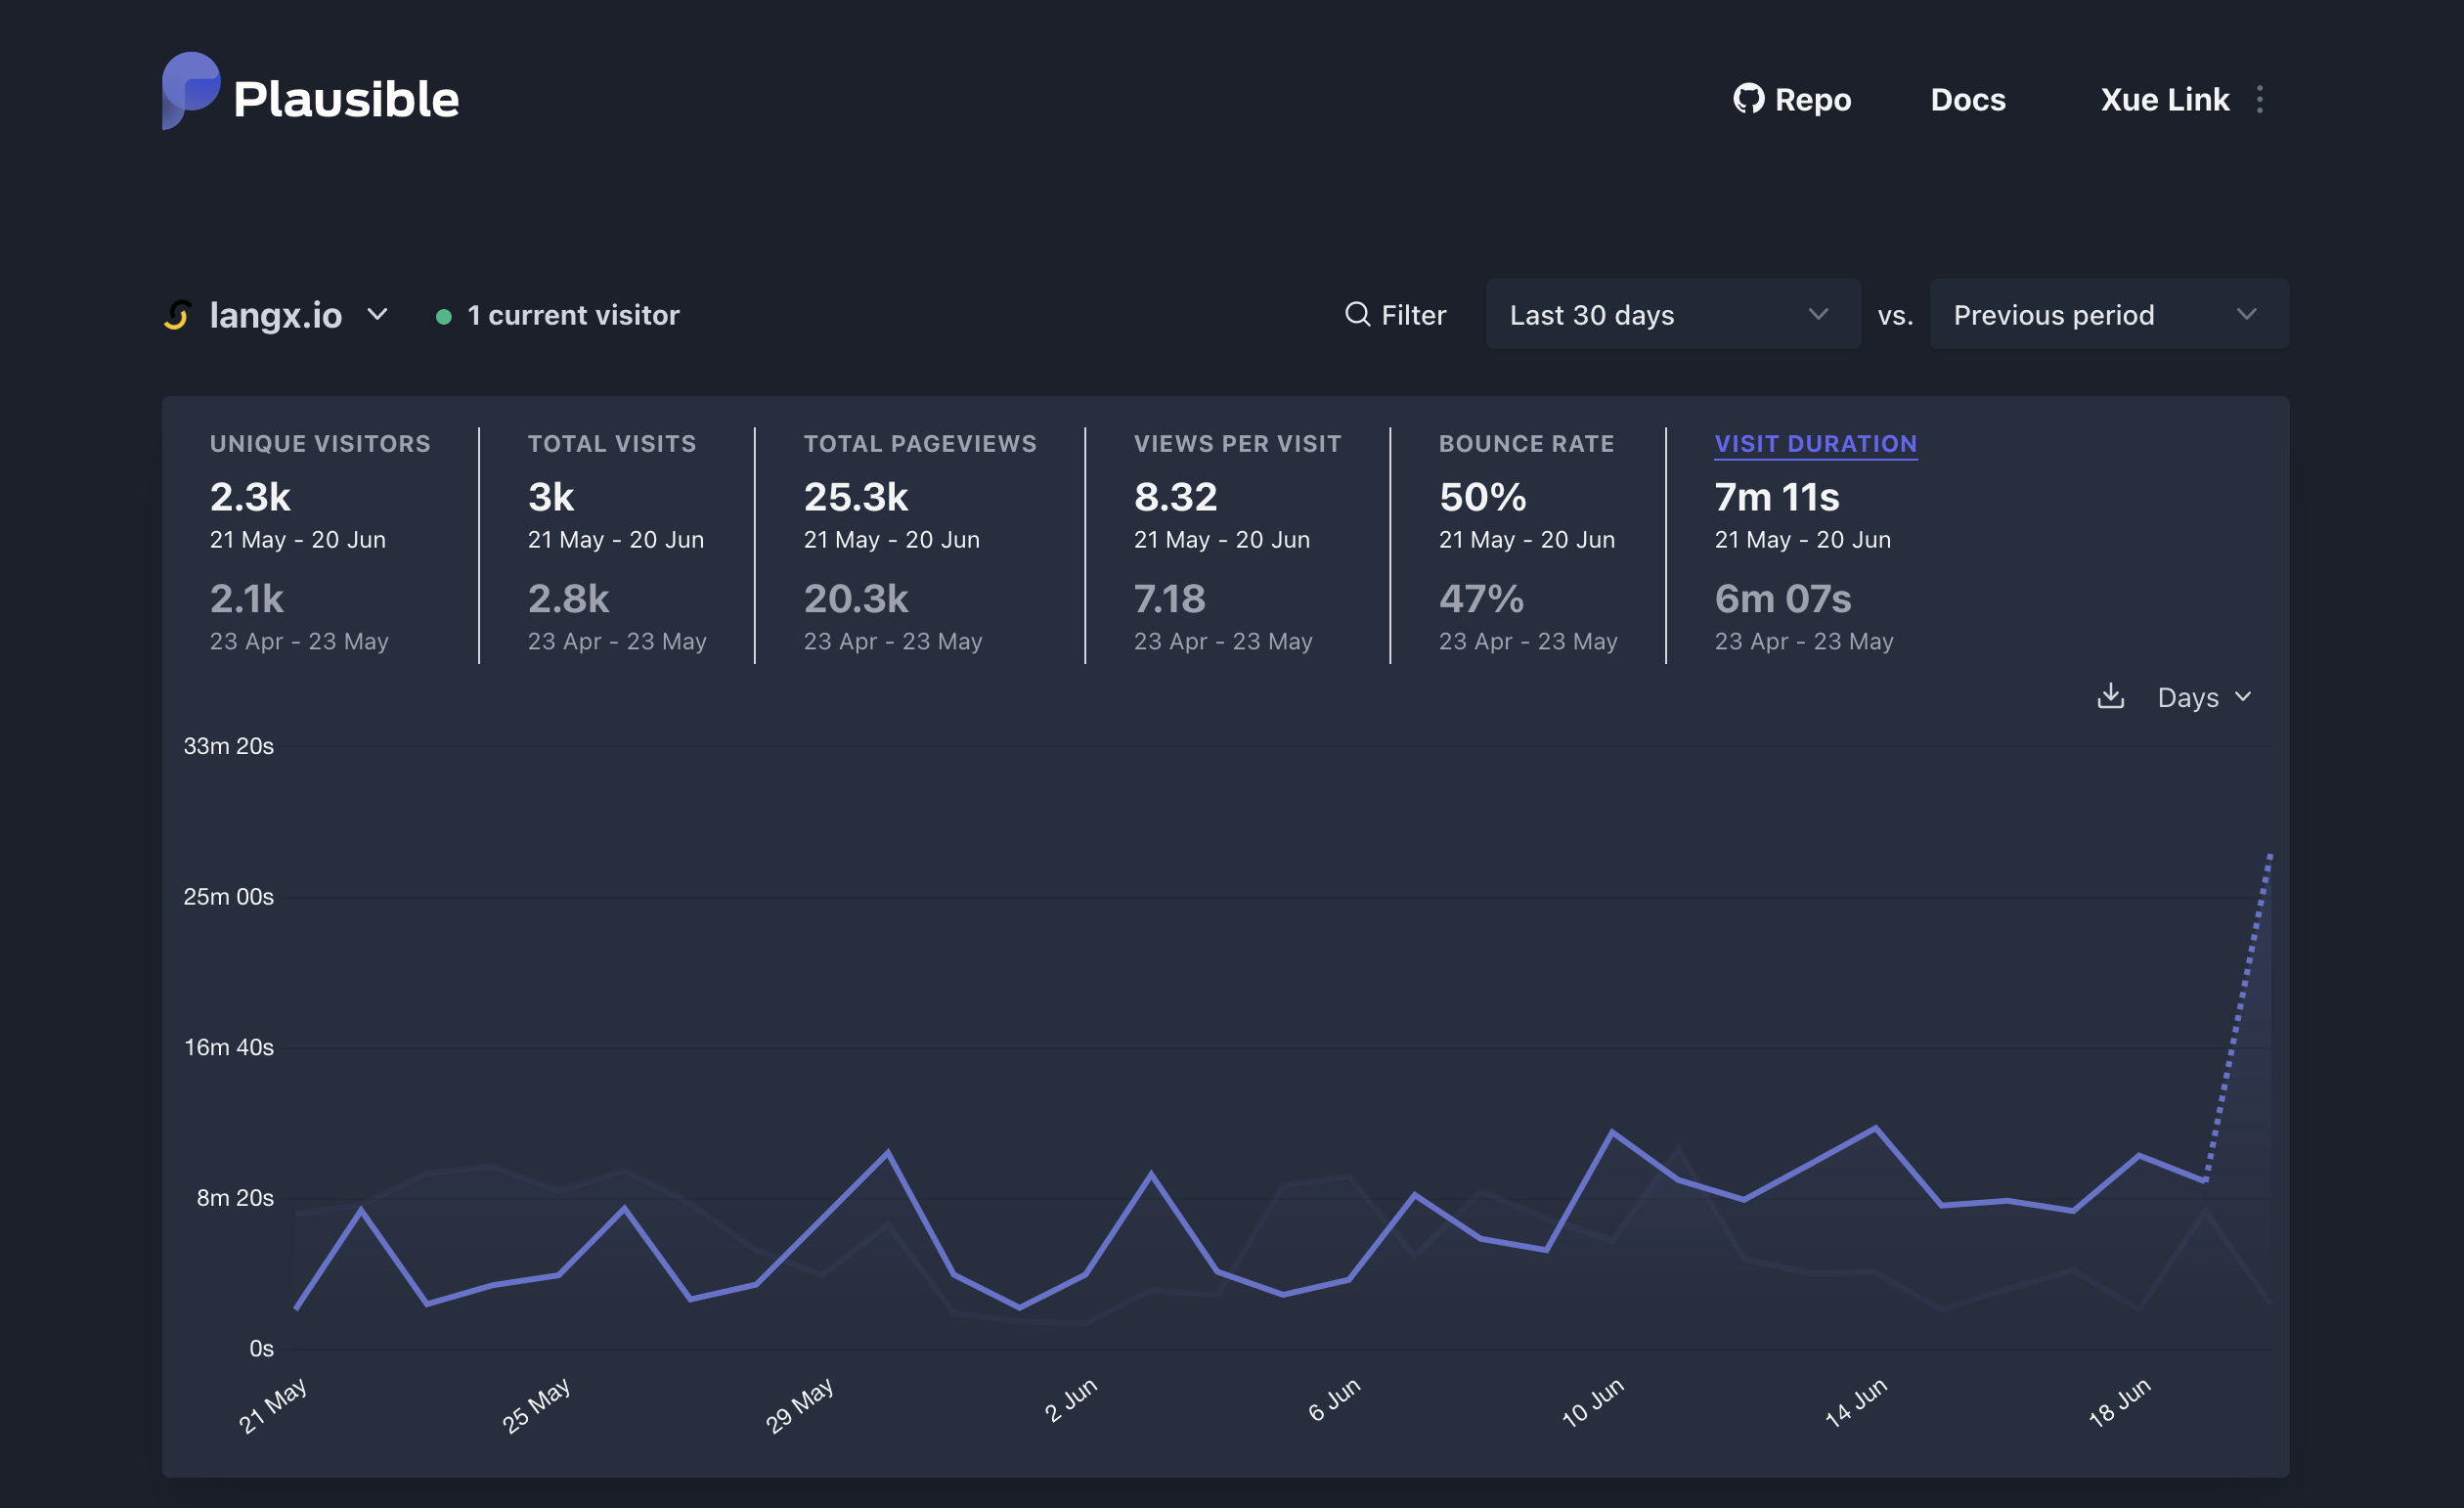 Plausible
Repo Docs Xue Link
langx.io 1 current visitor Filter Last 30 days vs. Previous period
UNIQUE VISITORS TOTAL VISITS TOTAL PAGEVIEWS VIEWS PER VISIT BOUNCE RATE VISIT DURATION
2.3k 3k 25.3k 8.32 50% 7m 11s
21 May - 20 Jun 21 May - 20 Jun 21 May - 20 Jun 21 May - 20 Jun 21 May - 20 Jun 21 May - 20 Jun
2.1k 2.8k 20.3k 7.18 47% 6m 07s
23 Apr - 23 May 23 Apr - 23 May 23 Apr - 23 May 23 Apr - 23 May 23 Apr - 23 May 23 Apr - 23 May
Days
33m 20s
25m 00s
16m 40s
8m 20s
0s
21 May 25 May 29 May 2 Jun 6 Jun 10 Jun 14 Jun 18 Jun